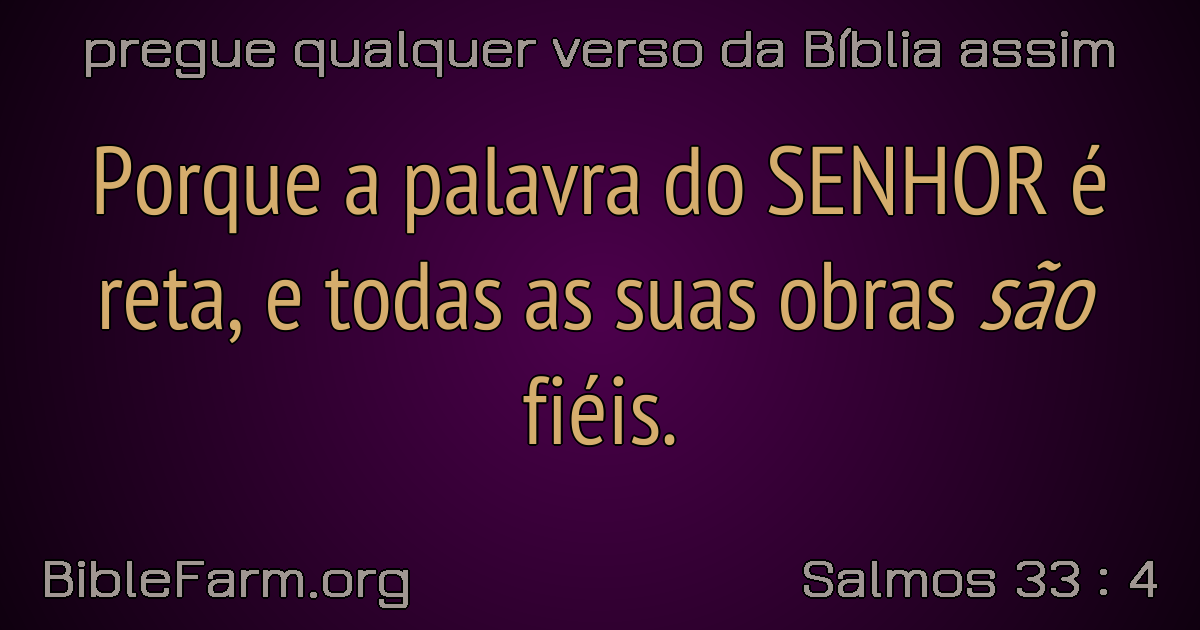 pregue qualquer verso da Bíblia assim
Porque a palavra do SENHOR é
reta, e todas as suas obras são
fiéis.
BibleFarm.org
Salmos 33 : 4